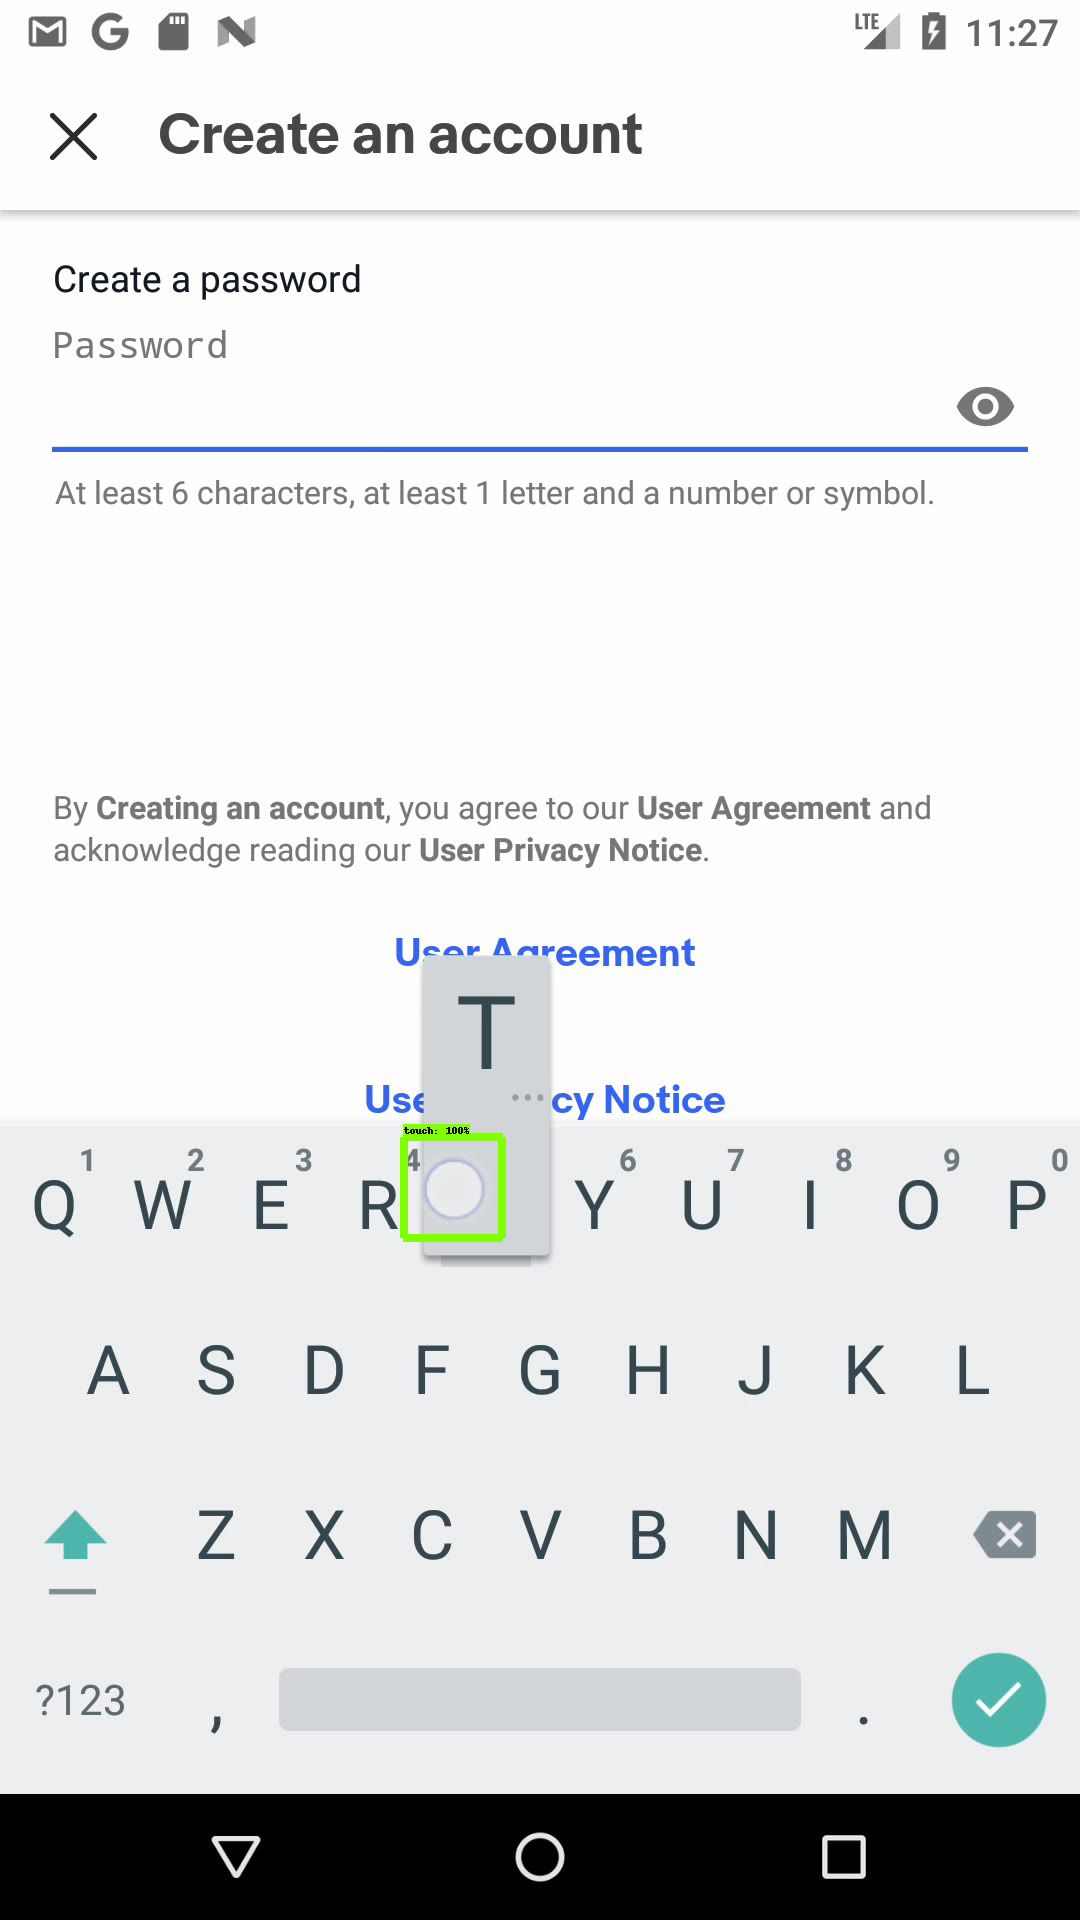 LTE 11:27
Create an account
Create a password
Password
At least 6 characters, at least 1 letter and a number or symbol.
By Creating an account, you agree to our User Agreement and
acknowledge reading our User Privacy Notice.
User Agreement
T
...
Use cy Notice
touch: 100%
1 2 3 4 6 7 8 9 0
Q W E R Y U I O P
A S D F G H J K L
Z X C V B N M
?123 , .